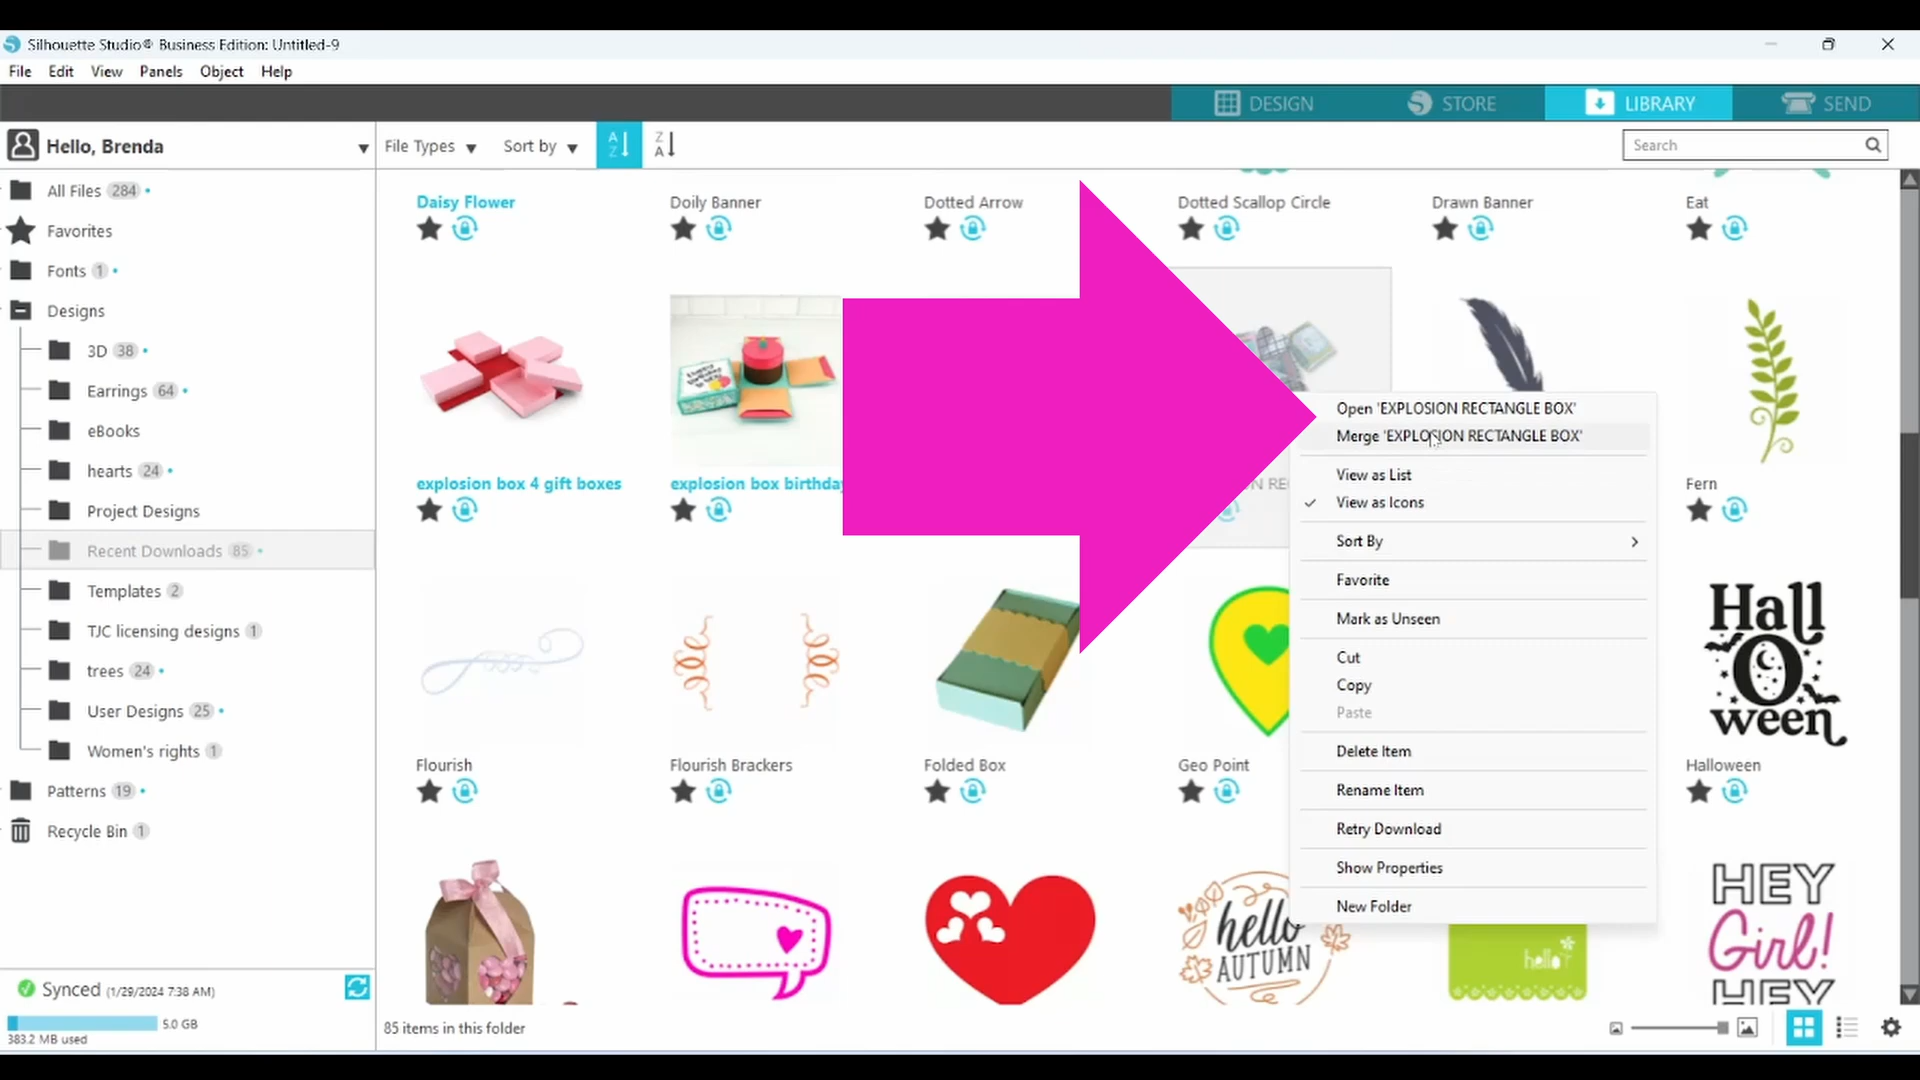 Silhouette Studio® Business Edition: Untitled-9
File Edit View Panels Object Help
DESIGN STORE LIBRARY SEND
Hello, Brenda
File Types Sort by A Z Z A
Search
All Files 284
Favorites
Fonts 1
Designs
3D 38
Earrings 64
eBooks
hearts 24
Project Designs
Recent Downloads 85
Templates 2
TJC licensing designs 1
trees 24
User Designs 25
Women's rights 1
Patterns 19
Recycle Bin 1
Synced (1/29/2024 7:38 AM)
5.0 GB
383.2 MB used
Daisy Flower
Doily Banner
Dotted Arrow
Dotted Scallop Circle
Drawn Banner
Eat
explosion box 4 gift boxes
explosion box birthday
Fern
Flourish
Flourish Brackers
Folded Box
Geo Point
Hall
O
ween
Halloween
hello
AUTUMN
hello
HEY
Girl!
HEY
Open 'EXPLOSION RECTANGLE BOX'
Merge 'EXPLOSION RECTANGLE BOX'
View as List
View as Icons
Sort By
Favorite
Mark as Unseen
Cut
Copy
Paste
Delete Item
Rename Item
Retry Download
Show Properties
New Folder
85 items in this folder